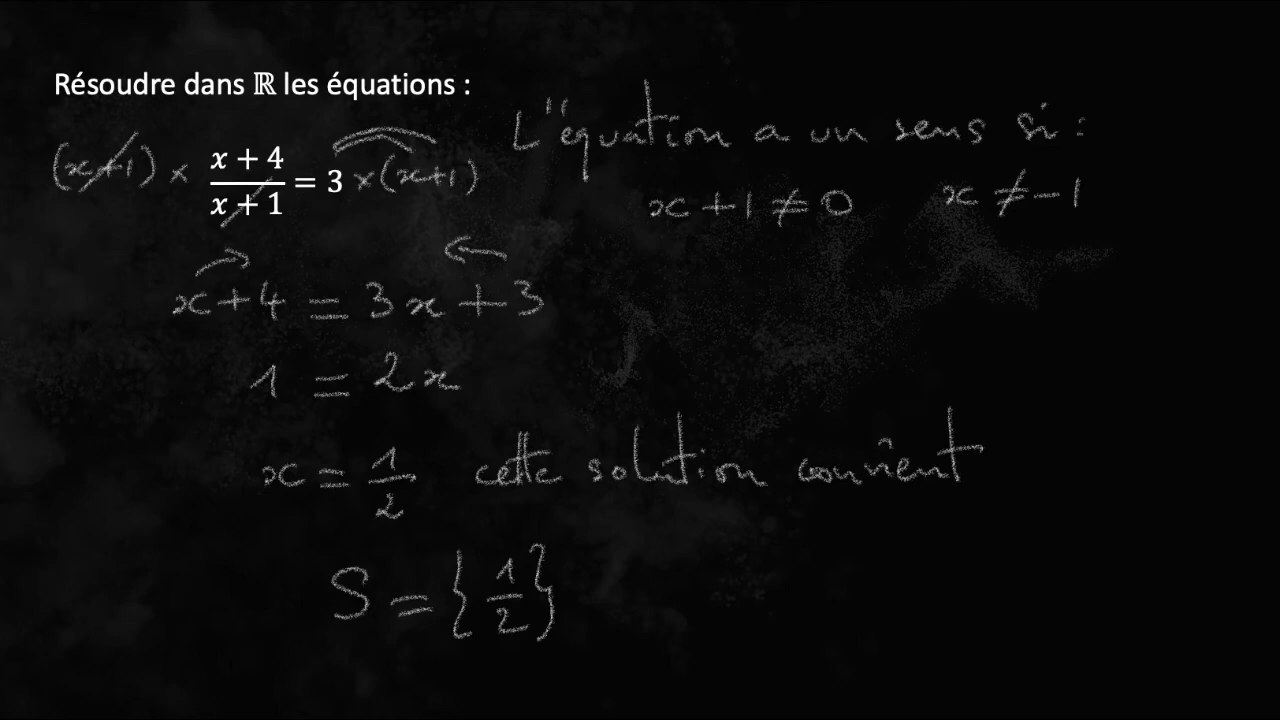 Résoudre dans ℝ les équations :
L'équation a un sens si :
(x+1) × (x + 4)/(x + 1) = 3 ×(x+1)
x+1 ≠ 0 x ≠ -1
x+4 = 3x+3
1 = 2x
x = 1/2 cette solution convient
S = {1/2}